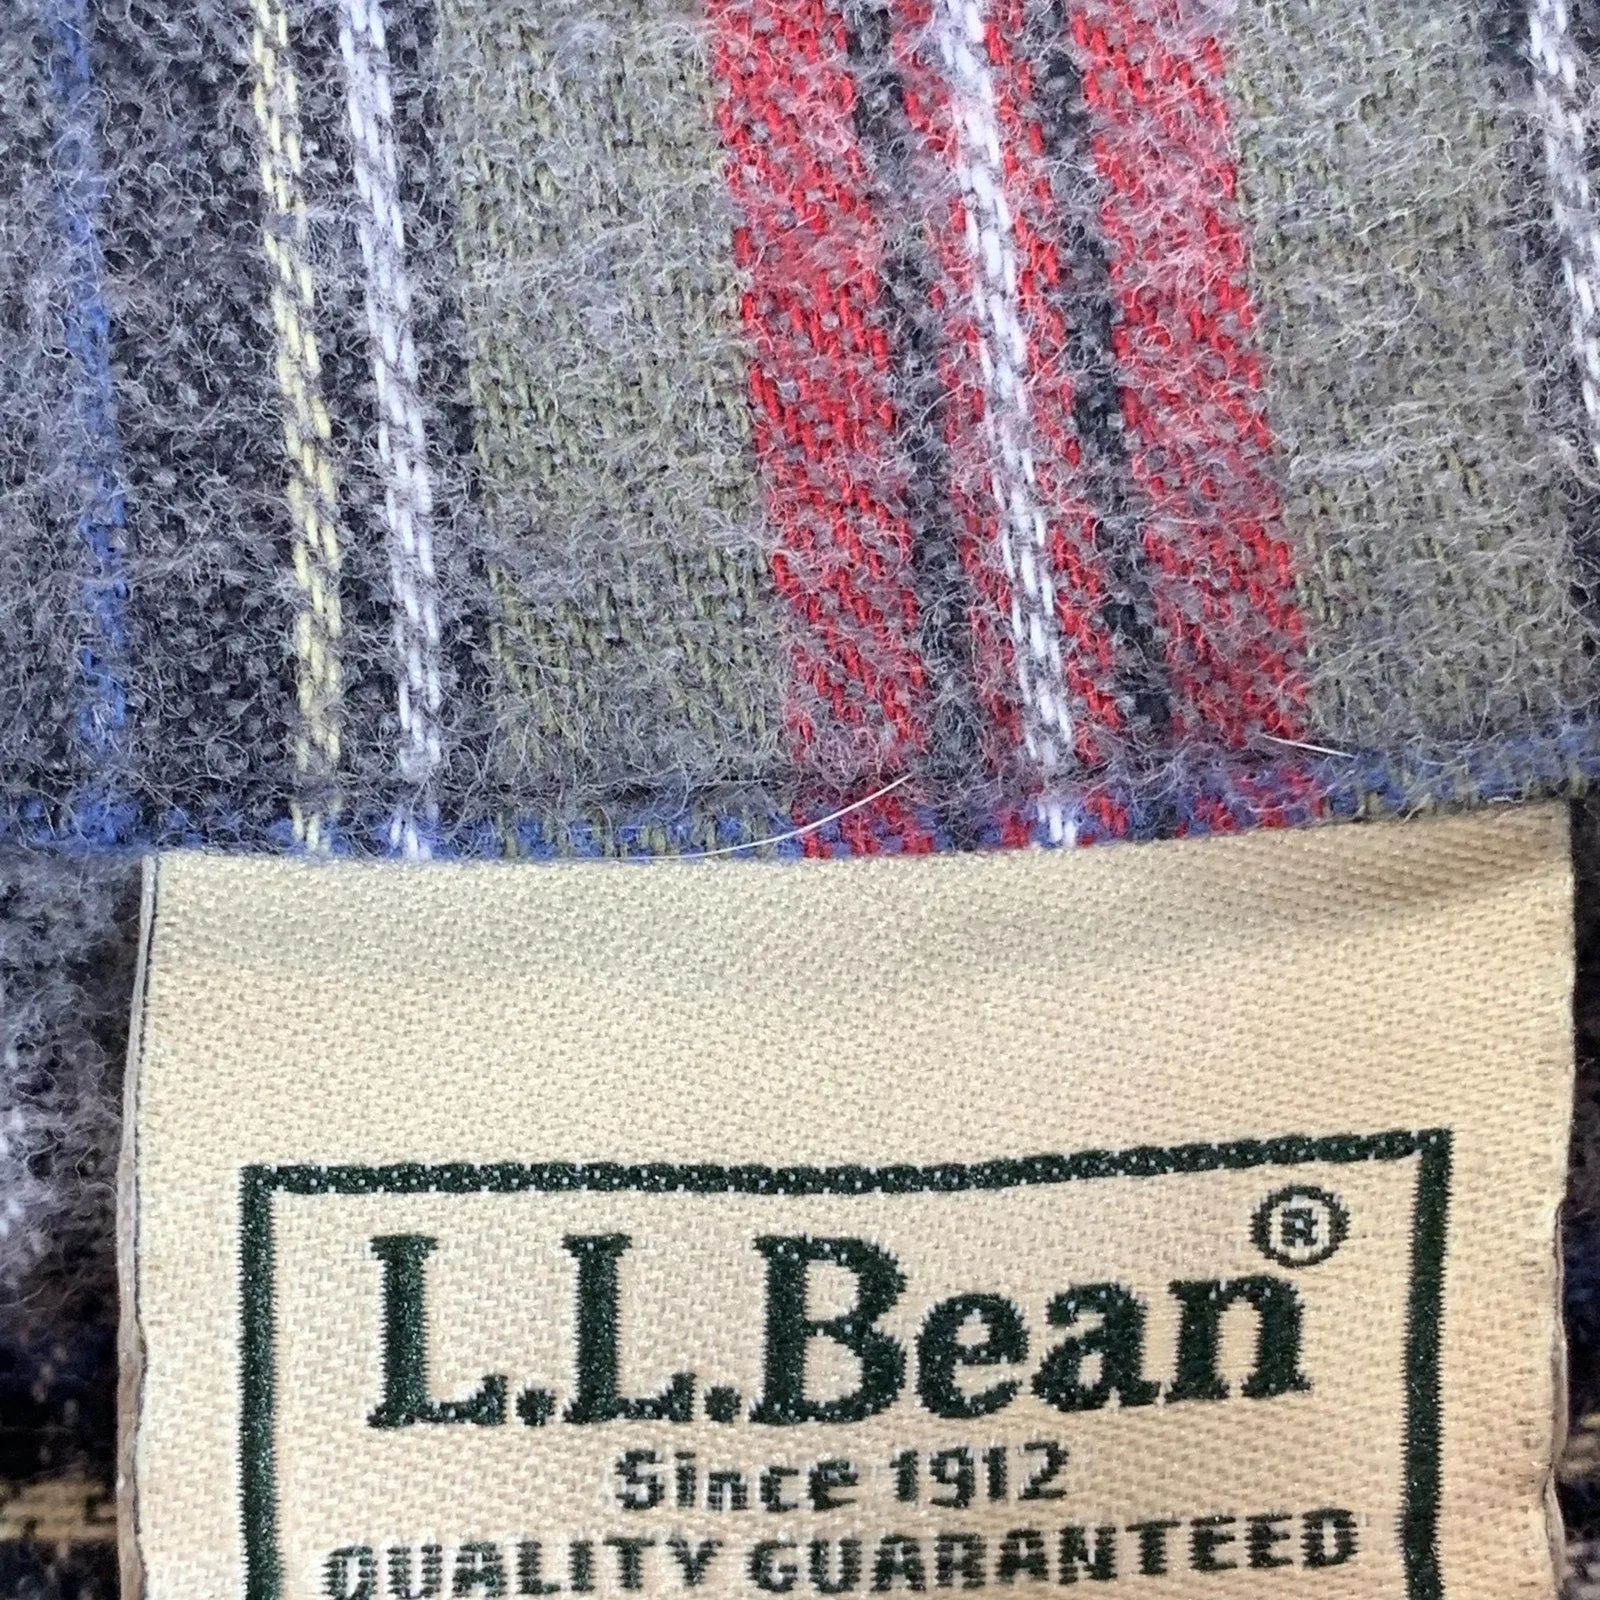 L.L.Bean®
Since 1912
QUALITY GUARANTEED